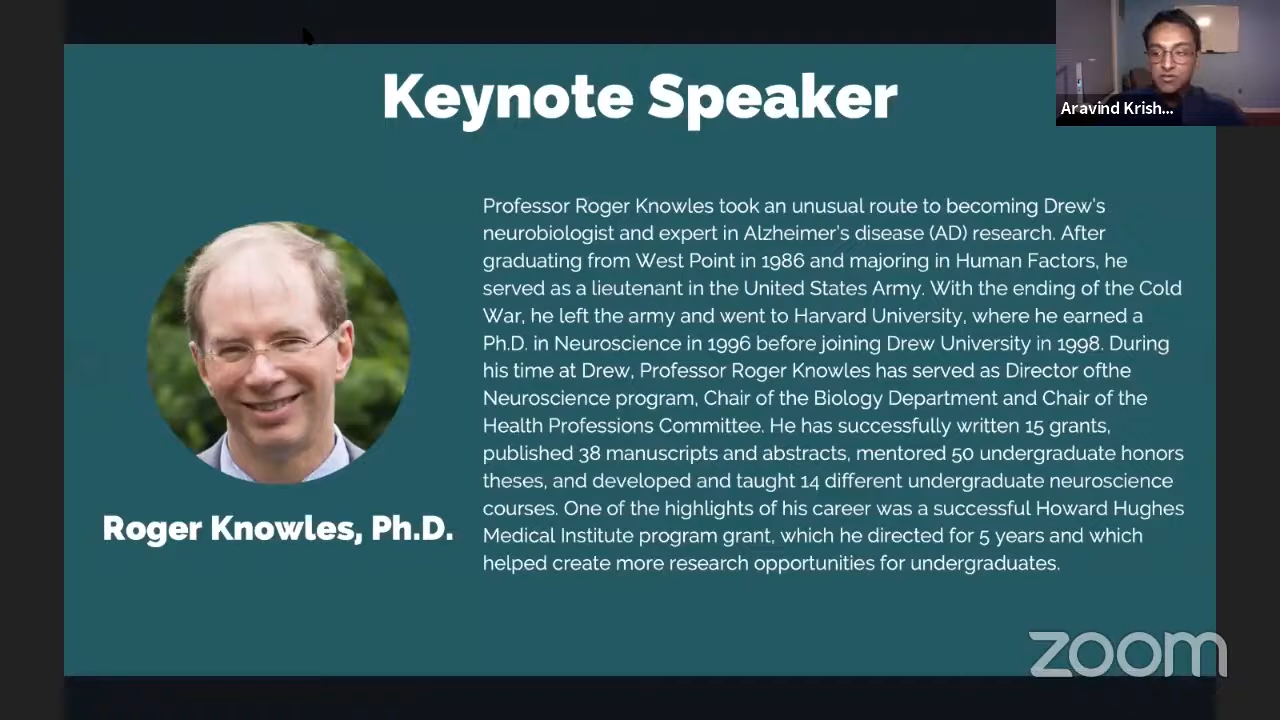 Keynote Speaker
Aravind Krish...
Professor Roger Knowles took an unusual route to becoming Drew's
neurobiologist and expert in Alzheimer's disease (AD) research. After
graduating from West Point in 1986 and majoring in Human Factors, he
served as a lieutenant in the United States Army. With the ending of the Cold
War, he left the army and went to Harvard University, where he earned a
Ph.D. in Neuroscience in 1996 before joining Drew University in 1998. During
his time at Drew, Professor Roger Knowles has served as Director ofthe
Neuroscience program, Chair of the Biology Department and Chair of the
Health Professions Committee. He has successfully written 15 grants,
published 38 manuscripts and abstracts, mentored 50 undergraduate honors
theses, and developed and taught 14 different undergraduate neuroscience
courses. One of the highlights of his career was a successful Howard Hughes
Medical Institute program grant, which he directed for 5 years and which
helped create more research opportunities for undergraduates.
Roger Knowles, Ph.D.
zoom